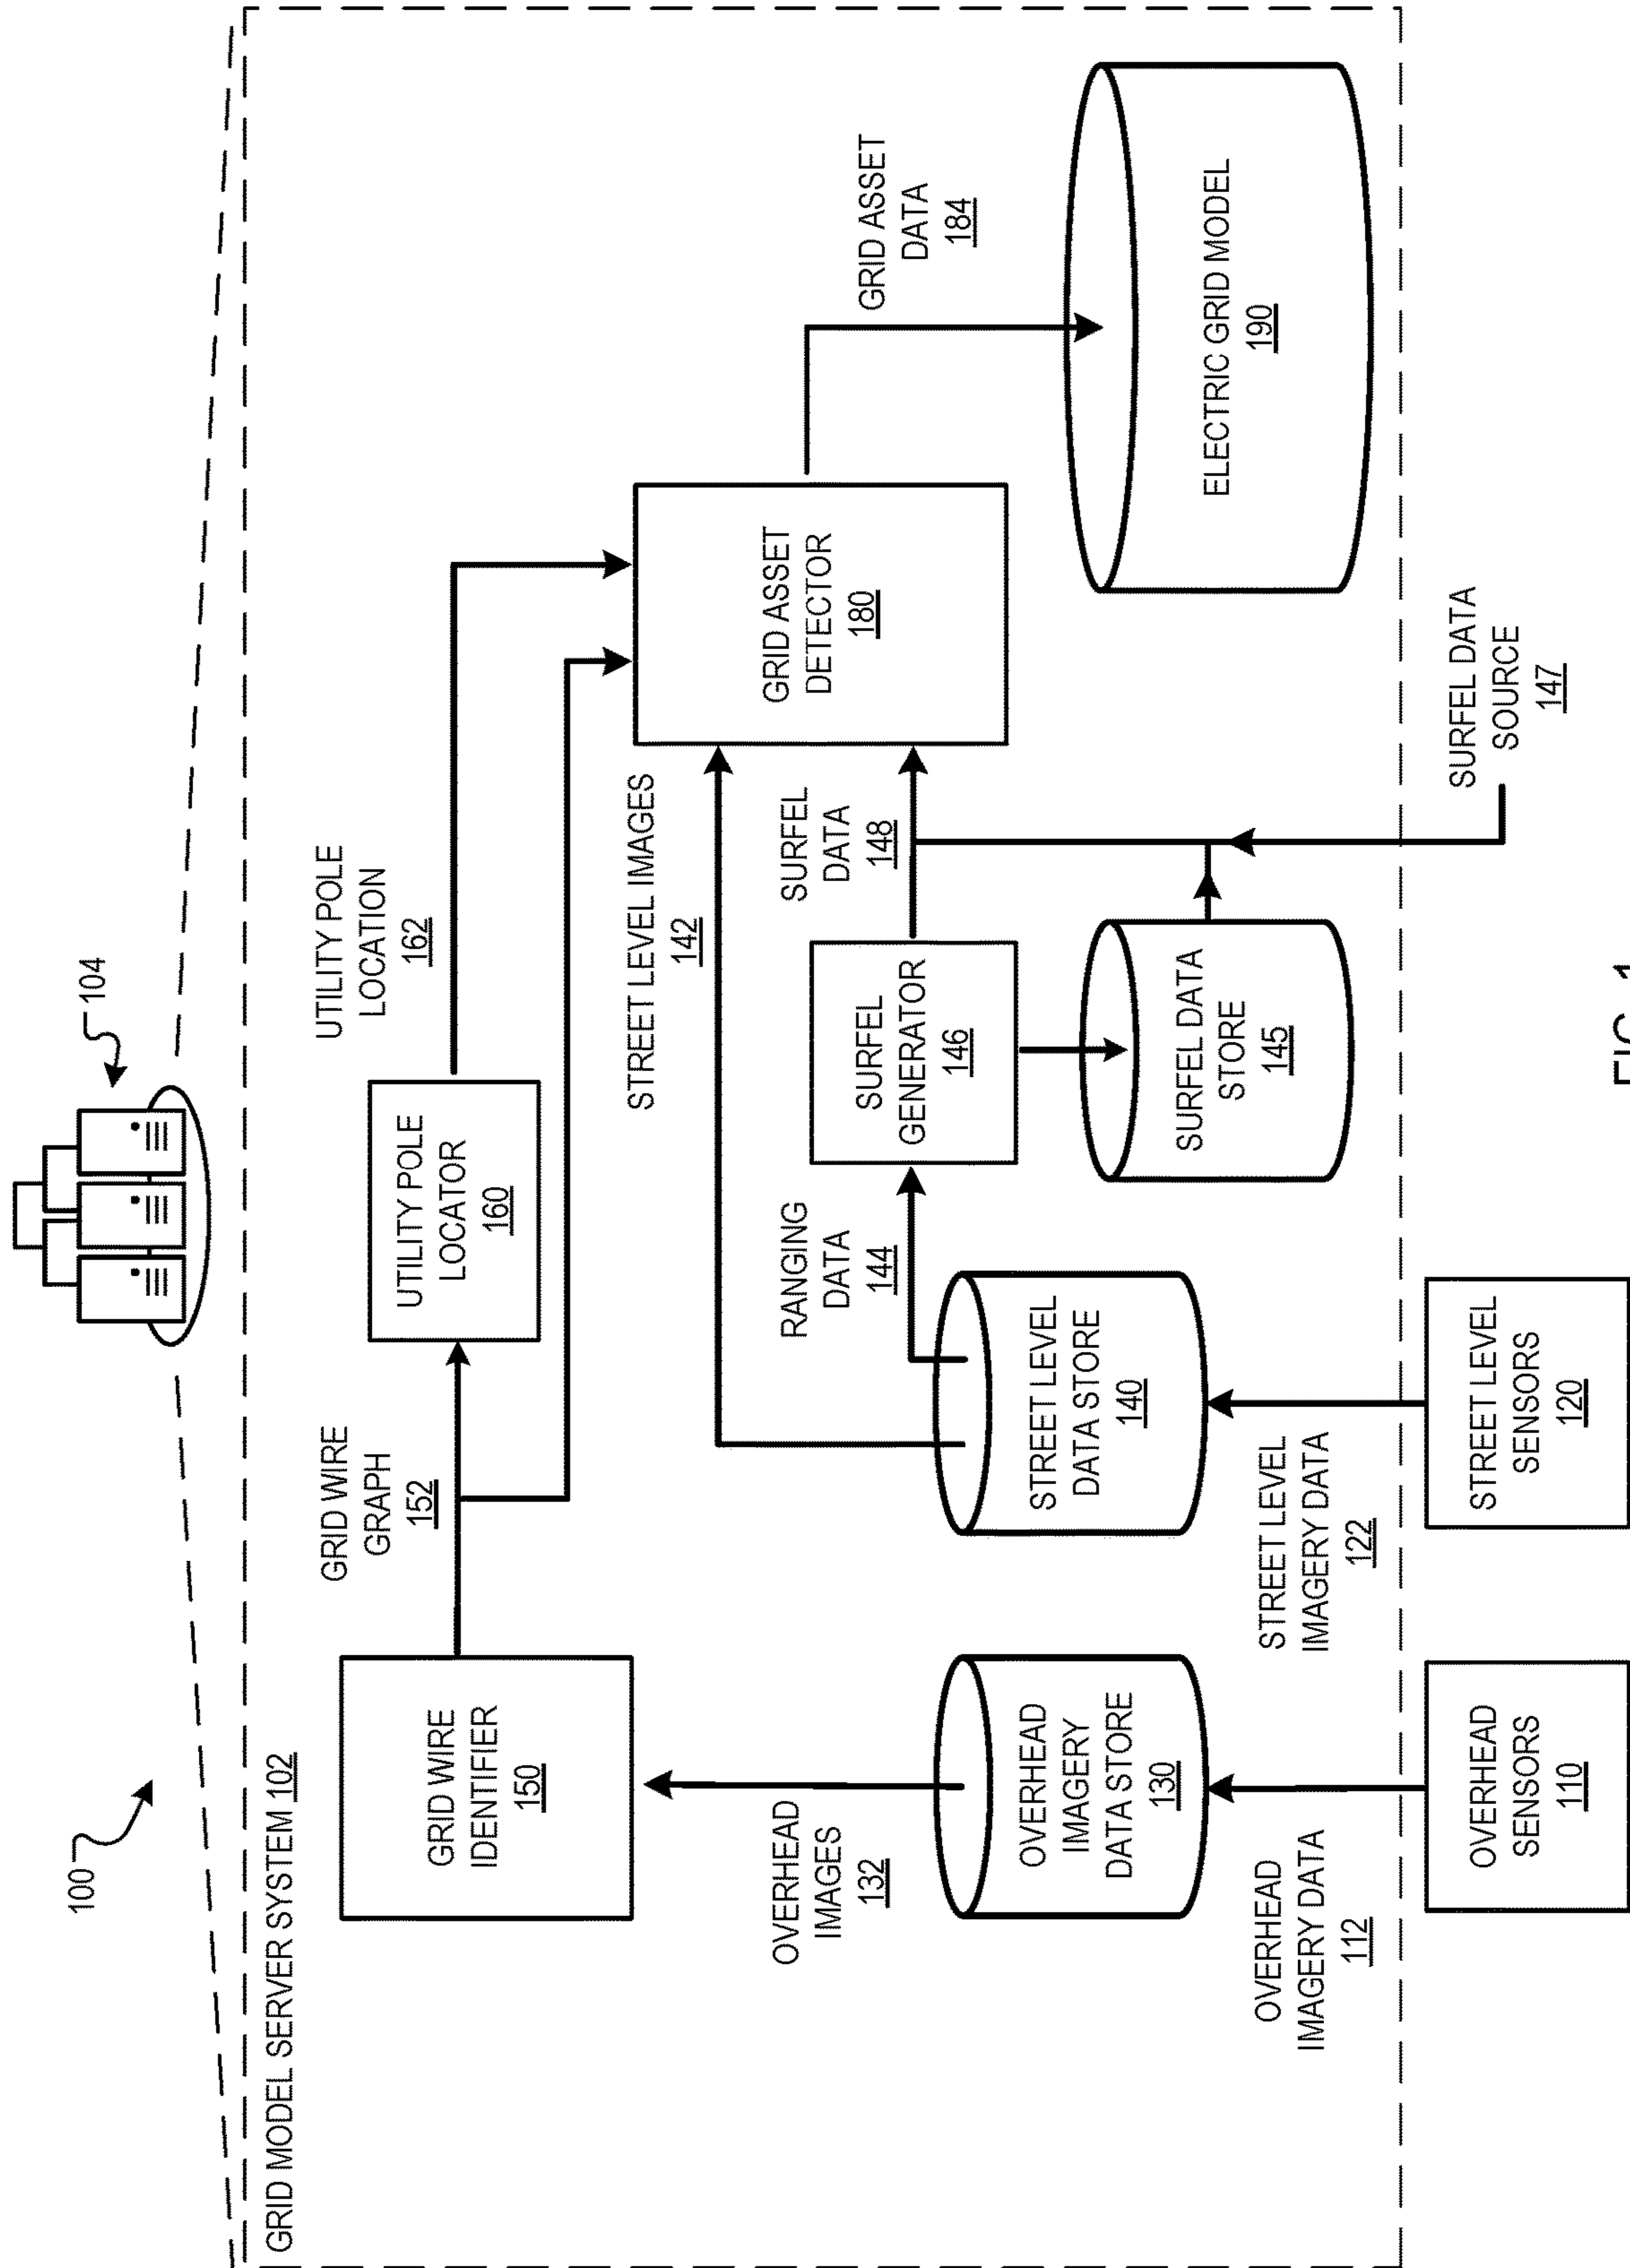 100
104
GRID MODEL SERVER SYSTEM 102
GRID WIRE
IDENTIFIER
150
GRID WIRE
GRAPH
152
UTILITY POLE
LOCATOR
160
UTILITY POLE
LOCATION
162
STREET LEVEL IMAGES
142
OVERHEAD
IMAGES
132
RANGING
DATA
144
SURFEL
GENERATOR
146
SURFEL
DATA
148
GRID ASSET
DETECTOR
180
GRID ASSET
DATA
184
OVERHEAD
IMAGERY
DATA STORE
130
STREET LEVEL
DATA STORE
140
SURFEL DATA
STORE
145
ELECTRIC GRID MODEL
190
OVERHEAD
IMAGERY DATA
112
STREET LEVEL
IMAGERY DATA
122
OVERHEAD
SENSORS
110
STREET LEVEL
SENSORS
120
SURFEL DATA
SOURCE
147
FIG. 1